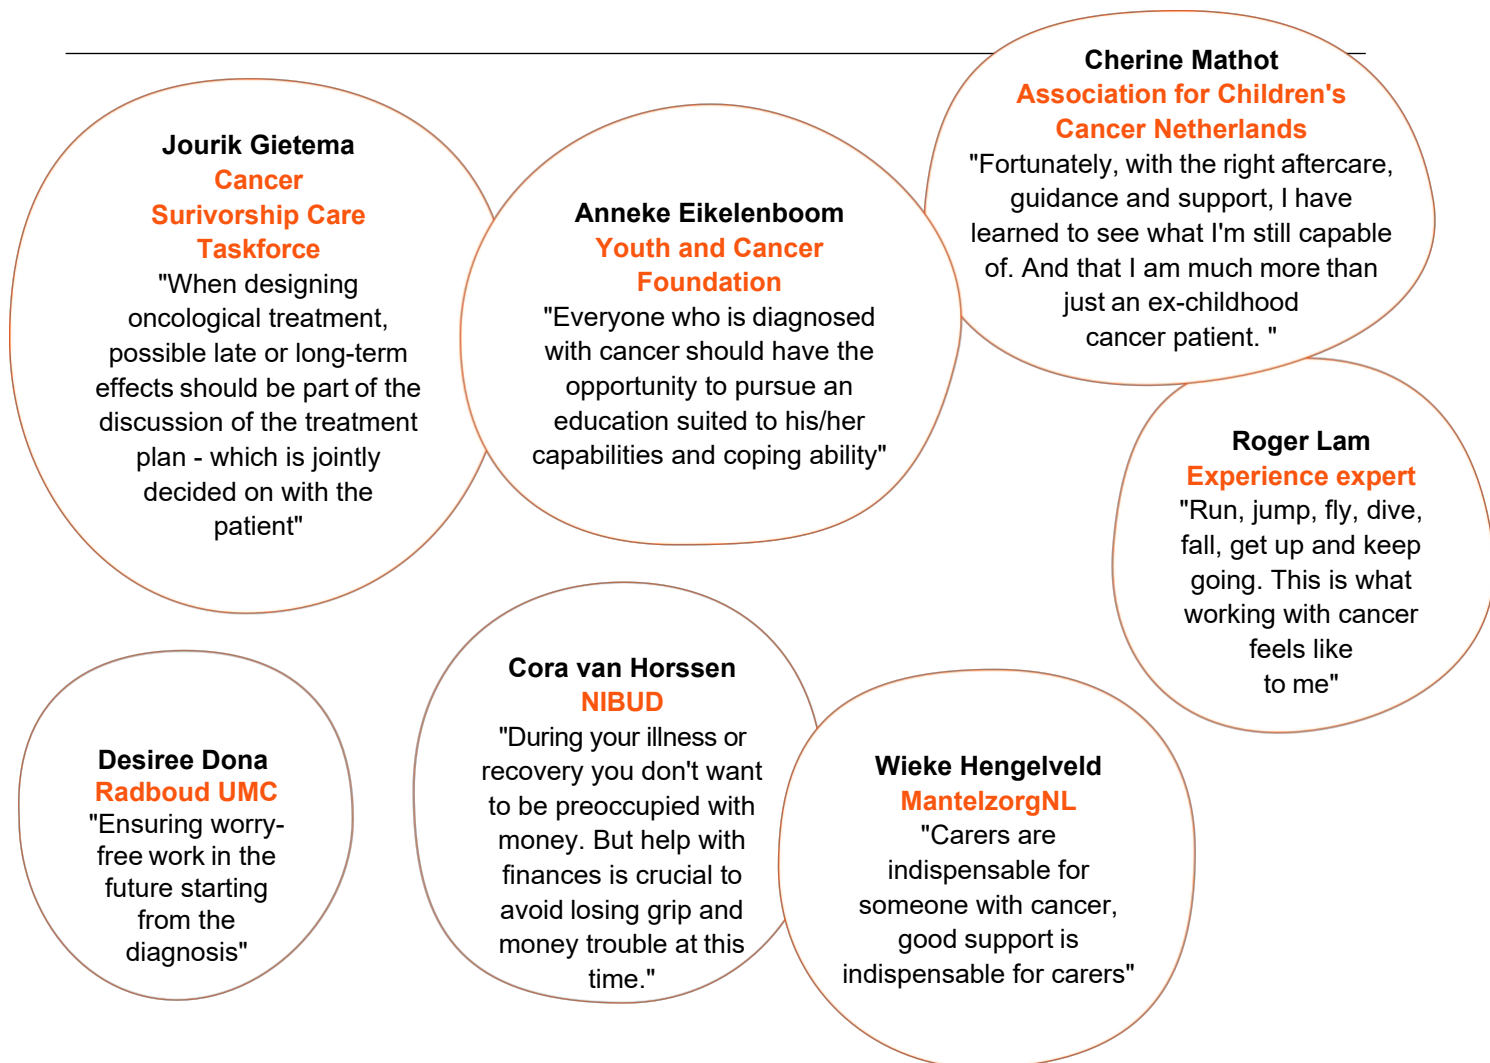 Jourik Gietema
Cancer
Surivorship Care
Taskforce
"When designing
oncological treatment,
possible late or long-term
effects should be part of the
discussion of the treatment
plan - which is jointly
decided on with the
patient"
Anneke Eikelenboom
Youth and Cancer
Foundation
"Everyone who is diagnosed
with cancer should have the
opportunity to pursue an
education suited to his/her
capabilities and coping ability"
Cherine Mathot
Association for Children's
Cancer Netherlands
"Fortunately, with the right aftercare,
guidance and support, I have
learned to see what I'm still capable
of. And that I am much more than
just an ex-childhood
cancer patient. "
Roger Lam
Experience expert
"Run, jump, fly, dive,
fall, get up and keep
going. This is what
working with cancer
feels like
to me"
Desiree Dona
Radboud UMC
"Ensuring worry-
free work in the
future starting
from the
diagnosis"
Cora van Horssen
NIBUD
"During your illness or
recovery you don't want
to be preoccupied with
money. But help with
finances is crucial to
avoid losing grip and
money trouble at this
time."
Wieke Hengelveld
MantelzorgNL
"Carers are
indispensable for
someone with cancer,
good support is
indispensable for carers"